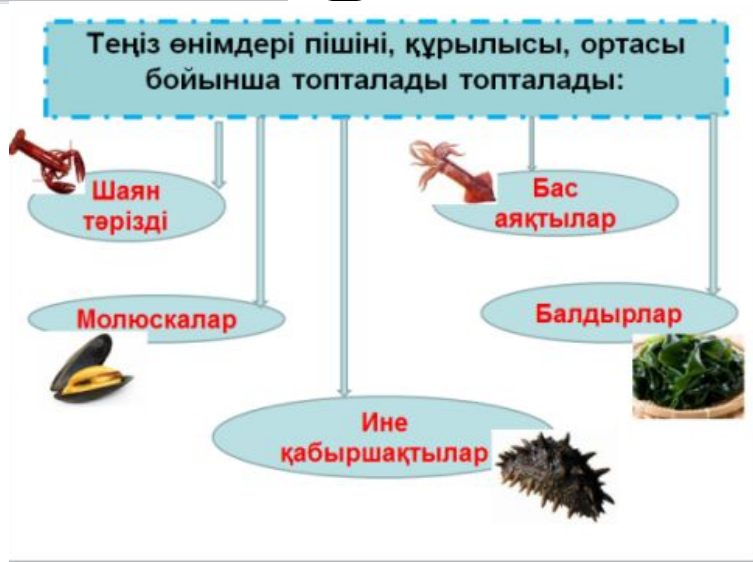 Теңіз өнімдері пішіні, құрылысы, ортасы
бойынша топталады топталады:
Шаян
тәрізді
Бас
аяқтылар
Молюскалар
Балдырлар
Ине
қабыршақтылар